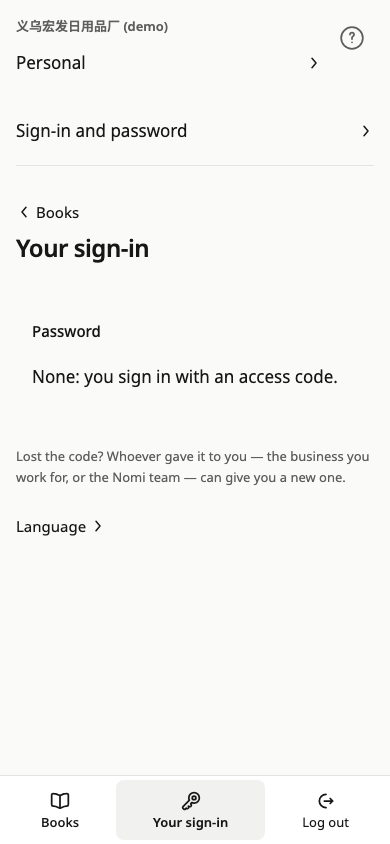 义乌宏发日用品厂 (demo)
Personal
Sign-in and password
Books
Your sign-in
Password
None: you sign in with an access code.
Lost the code? Whoever gave it to you — the business you
work for, or the Nomi team — can give you a new one.
Language
Books
Your sign-in
Log out